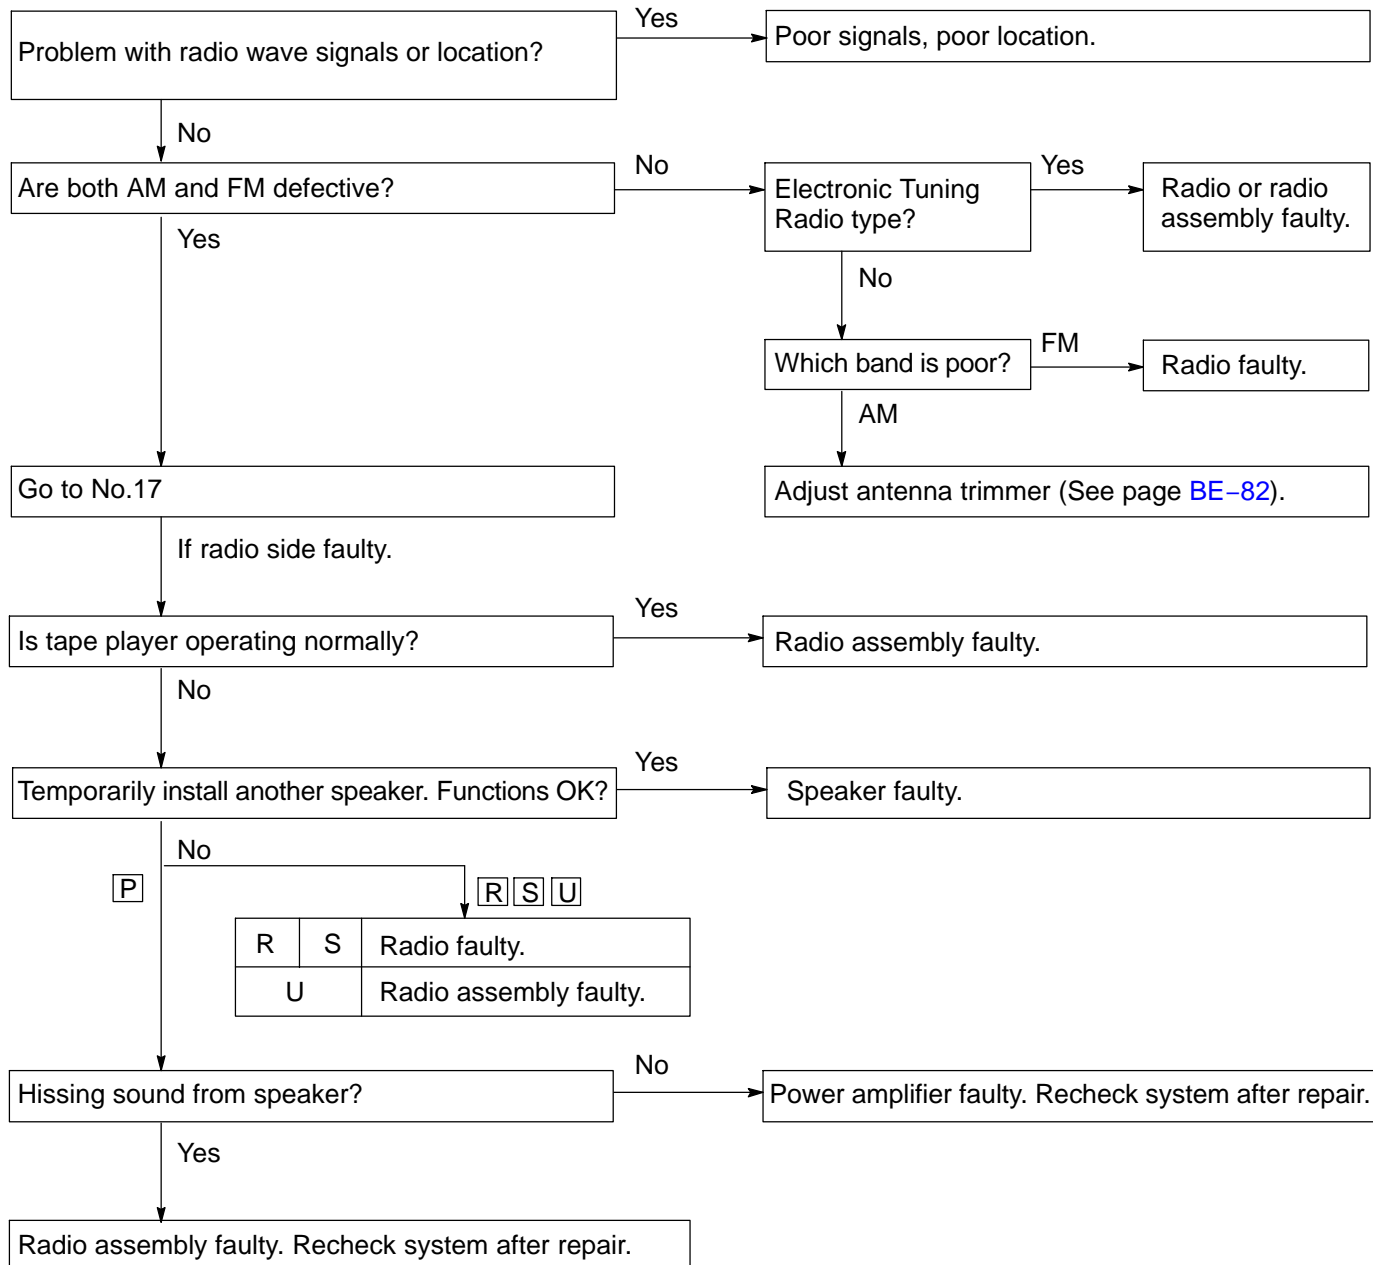 Problem with radio wave signals or location?
Yes
Poor signals, poor location.
No
Are both AM and FM defective?
No
Electronic Tuning
Radio type?
Yes
Radio or radio
assembly faulty.
Yes
No
Which band is poor?
FM
Radio faulty.
AM
Go to No.17
Adjust antenna trimmer (See page BE–82).
If radio side faulty.
Is tape player operating normally?
Yes
Radio assembly faulty.
No
Temporarily install another speaker. Functions OK?
Yes
Speaker faulty.
No
P
R S U
R S Radio faulty.
U Radio assembly faulty.
Hissing sound from speaker?
No
Power amplifier faulty. Recheck system after repair.
Yes
Radio assembly faulty. Recheck system after repair.